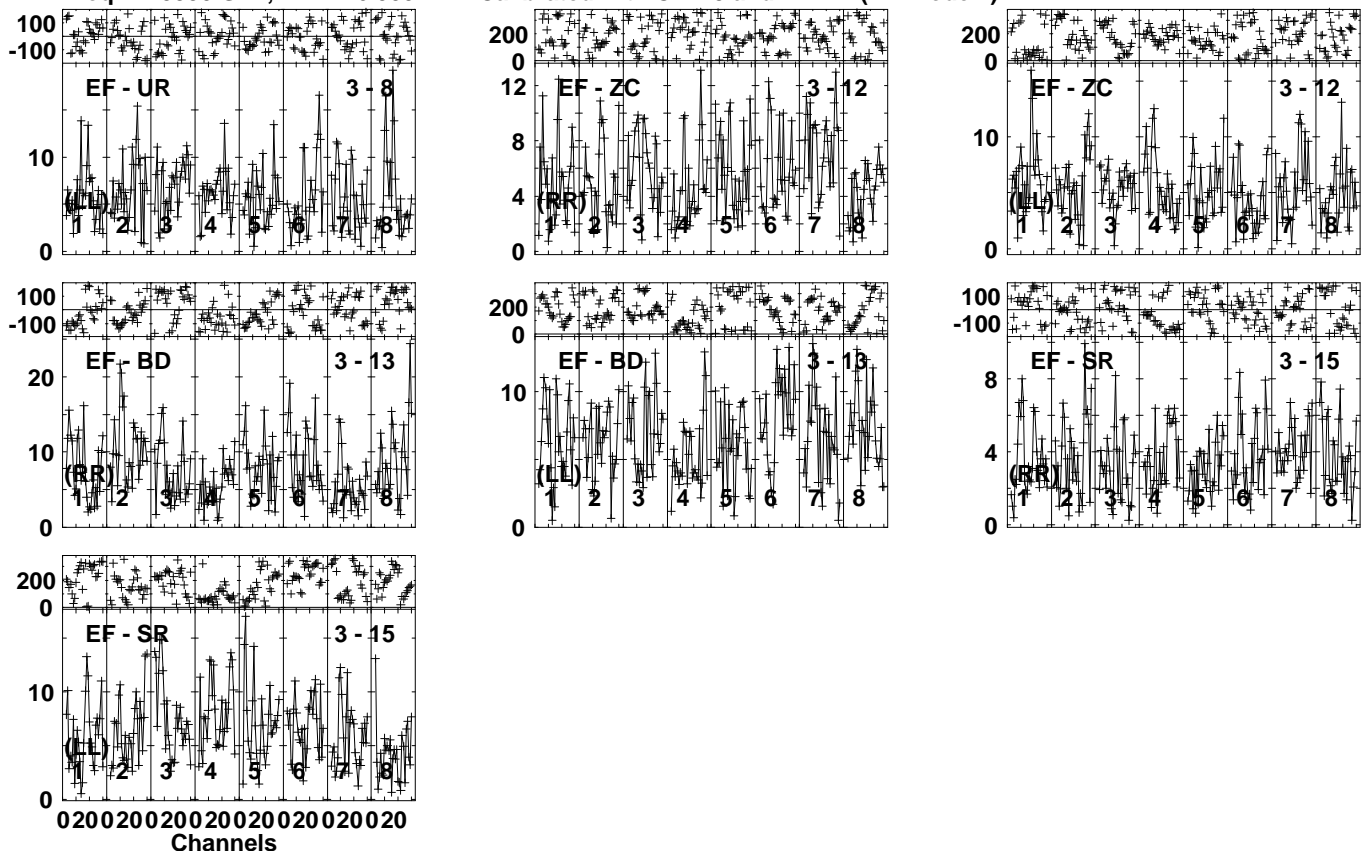 100
-100
EF - UR 3 - 8
10
(LL)
1 2 3 4 5 6 7 8
0
200
0
EF - ZC 3 - 12
12
8
4
(RR)
1 2 3 4 5 6 7 8
0
200
0
EF - ZC 3 - 12
10
(LL)
1 2 3 4 5 6 7 8
0
100
-100
EF - BD 3 - 13
20
10
(RR)
1 2 3 4 5 6 7 8
0
200
0
EF - BD 3 - 13
10
(LL)
1 2 3 4 5 6 7 8
0
100
-100
EF - SR 3 - 15
8
4
(RR)
1 2 3 4 5 6 7 8
0
200
0
EF - SR 3 - 15
10
(LL)
1 2 3 4 5 6 7 8
0
0 20 0 20 0 20 0 20 0 20 0 20 0 20 0 20
Channels